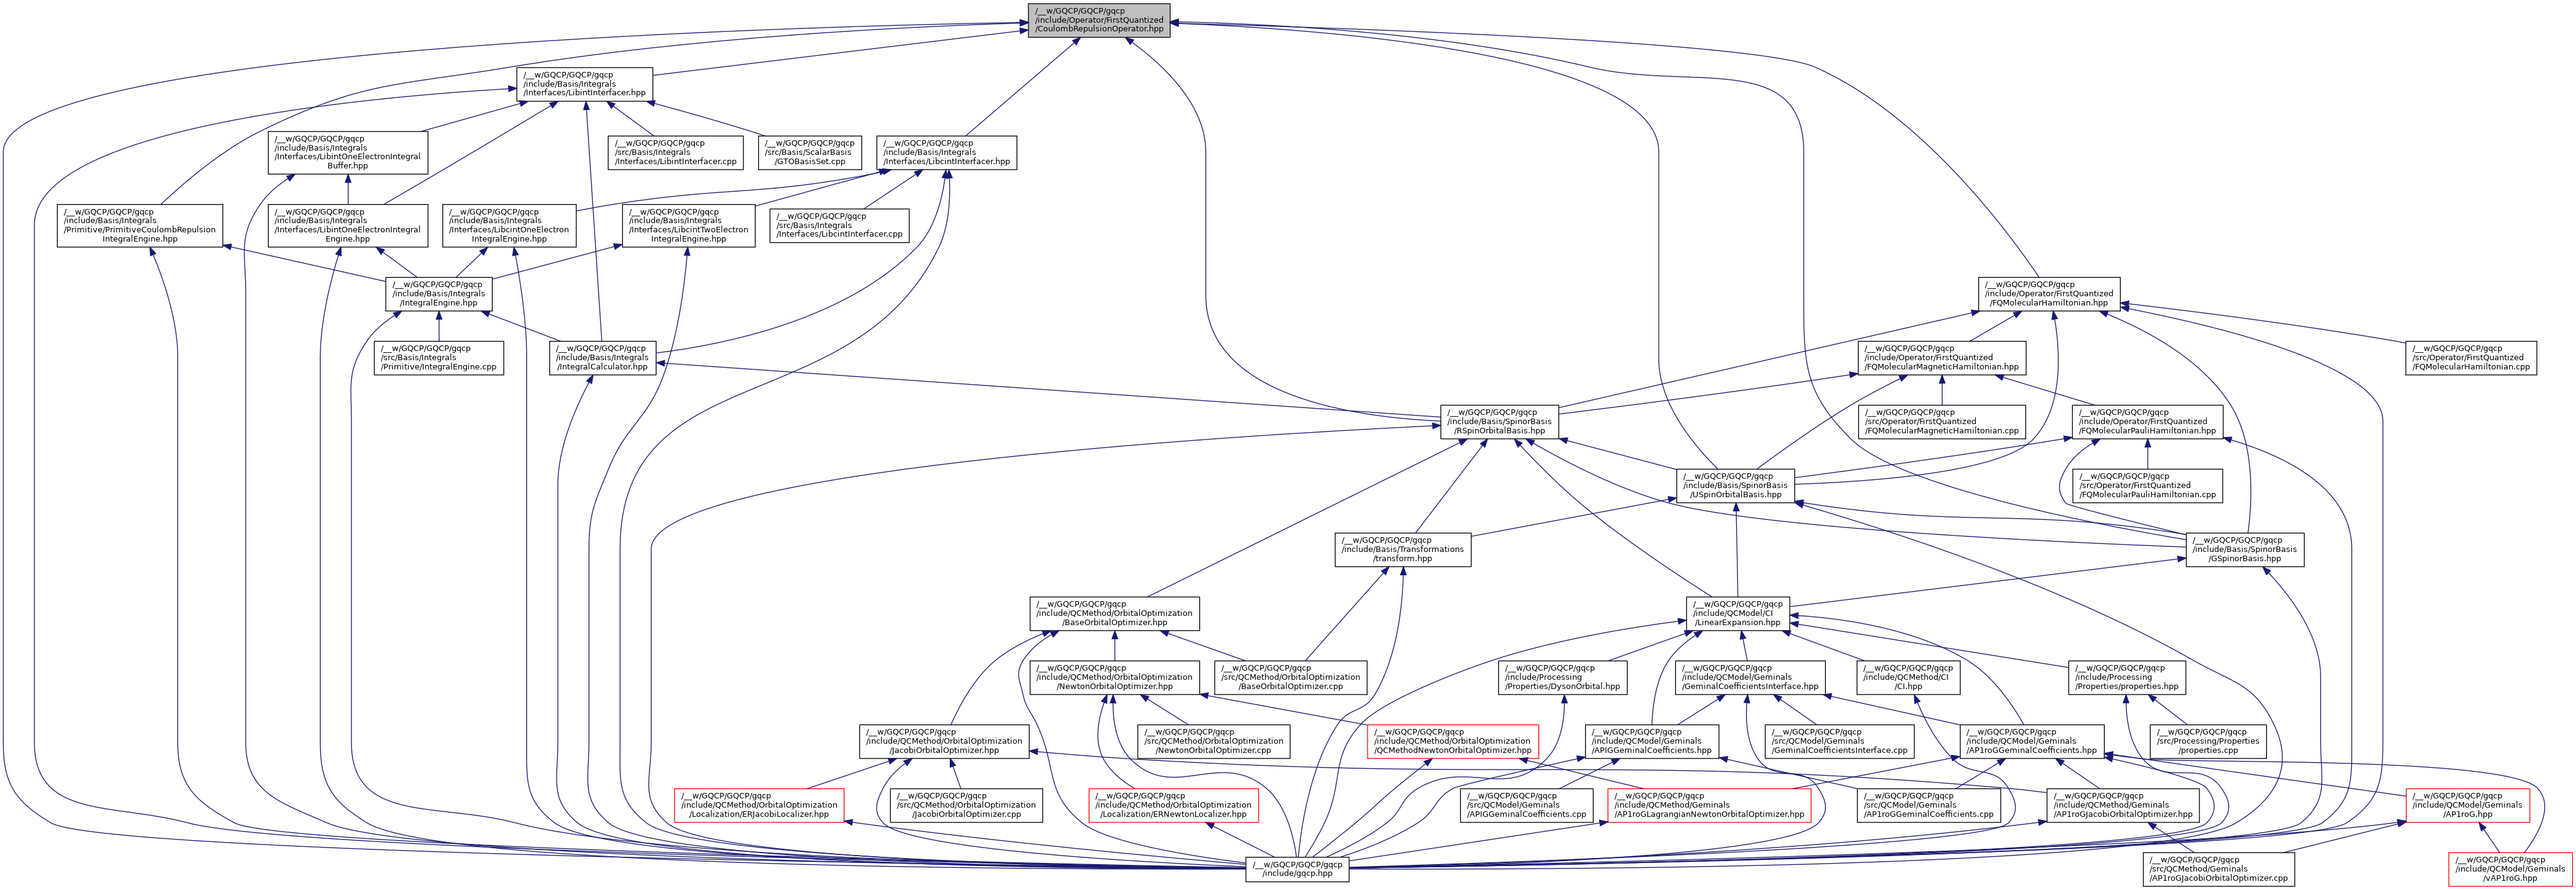 /__w/GQCP/GQCP/gqcp
/include/Operator/FirstQuantized
/CoulombRepulsionOperator.hpp
/__w/GQCP/GQCP/gqcp
/include/Basis/Integrals
/Interfaces/LibintInterfacer.hpp
/__w/GQCP/GQCP/gqcp
/include/Basis/Integrals
/Interfaces/LibintOneElectronIntegral
Buffer.hpp
/__w/GQCP/GQCP/gqcp
/src/Basis/Integrals
/Interfaces/LibintInterfacer.cpp
/__w/GQCP/GQCP/gqcp
/src/Basis/ScalarBasis
/GTOBasisSet.cpp
/__w/GQCP/GQCP/gqcp
/include/Basis/Integrals
/Interfaces/LibcintInterfacer.hpp
/__w/GQCP/GQCP/gqcp
/include/Basis/Integrals
/Primitive/PrimitiveCoulombRepulsion
IntegralEngine.hpp
/__w/GQCP/GQCP/gqcp
/include/Basis/Integrals
/Interfaces/LibintOneElectronIntegral
Engine.hpp
/__w/GQCP/GQCP/gqcp
/include/Basis/Integrals
/Interfaces/LibcintOneElectron
IntegralEngine.hpp
/__w/GQCP/GQCP/gqcp
/include/Basis/Integrals
/Interfaces/LibcintTwoElectron
IntegralEngine.hpp
/__w/GQCP/GQCP/gqcp
/src/Basis/Integrals
/Interfaces/LibcintInterfacer.cpp
/__w/GQCP/GQCP/gqcp
/include/Basis/Integrals
/IntegralEngine.hpp
/__w/GQCP/GQCP/gqcp
/include/Operator/FirstQuantized
/FQMolecularHamiltonian.hpp
/__w/GQCP/GQCP/gqcp
/src/Basis/Integrals
/Primitive/IntegralEngine.cpp
/__w/GQCP/GQCP/gqcp
/include/Basis/Integrals
/IntegralCalculator.hpp
/__w/GQCP/GQCP/gqcp
/include/Operator/FirstQuantized
/FQMolecularMagneticHamiltonian.hpp
/__w/GQCP/GQCP/gqcp
/src/Operator/FirstQuantized
/FQMolecularHamiltonian.cpp
/__w/GQCP/GQCP/gqcp
/include/Basis/SpinorBasis
/RSpinOrbitalBasis.hpp
/__w/GQCP/GQCP/gqcp
/src/Operator/FirstQuantized
/FQMolecularMagneticHamiltonian.cpp
/__w/GQCP/GQCP/gqcp
/include/Operator/FirstQuantized
/FQMolecularPauliHamiltonian.hpp
/__w/GQCP/GQCP/gqcp
/include/Basis/SpinorBasis
/USpinOrbitalBasis.hpp
/__w/GQCP/GQCP/gqcp
/src/Operator/FirstQuantized
/FQMolecularPauliHamiltonian.cpp
/__w/GQCP/GQCP/gqcp
/include/Basis/Transformations
/transform.hpp
/__w/GQCP/GQCP/gqcp
/include/Basis/SpinorBasis
/GSpinorBasis.hpp
/__w/GQCP/GQCP/gqcp
/include/QCMethod/OrbitalOptimization
/BaseOrbitalOptimizer.hpp
/__w/GQCP/GQCP/gqcp
/include/QCModel/CI
/LinearExpansion.hpp
/__w/GQCP/GQCP/gqcp
/include/QCMethod/OrbitalOptimization
/NewtonOrbitalOptimizer.hpp
/__w/GQCP/GQCP/gqcp
/src/QCMethod/OrbitalOptimization
/BaseOrbitalOptimizer.cpp
/__w/GQCP/GQCP/gqcp
/include/Processing
/Properties/DysonOrbital.hpp
/__w/GQCP/GQCP/gqcp
/include/QCModel/Geminals
/GeminalCoefficientsInterface.hpp
/__w/GQCP/GQCP/gqcp
/include/QCMethod/CI
/CI.hpp
/__w/GQCP/GQCP/gqcp
/include/Processing
/Properties/properties.hpp
/__w/GQCP/GQCP/gqcp
/include/QCMethod/OrbitalOptimization
/JacobiOrbitalOptimizer.hpp
/__w/GQCP/GQCP/gqcp
/src/QCMethod/OrbitalOptimization
/NewtonOrbitalOptimizer.cpp
/__w/GQCP/GQCP/gqcp
/include/QCMethod/OrbitalOptimization
/QCMethodNewtonOrbitalOptimizer.hpp
/__w/GQCP/GQCP/gqcp
/include/QCModel/Geminals
/APIGGeminalCoefficients.hpp
/__w/GQCP/GQCP/gqcp
/src/QCModel/Geminals
/GeminalCoefficientsInterface.cpp
/__w/GQCP/GQCP/gqcp
/include/QCModel/Geminals
/AP1roGGeminalCoefficients.hpp
/__w/GQCP/GQCP/gqcp
/src/Processing/Properties
/properties.cpp
/__w/GQCP/GQCP/gqcp
/include/QCMethod/OrbitalOptimization
/Localization/ERJacobiLocalizer.hpp
/__w/GQCP/GQCP/gqcp
/src/QCMethod/OrbitalOptimization
/JacobiOrbitalOptimizer.cpp
/__w/GQCP/GQCP/gqcp
/include/QCMethod/OrbitalOptimization
/Localization/ERNewtonLocalizer.hpp
/__w/GQCP/GQCP/gqcp
/src/QCModel/Geminals
/APIGGeminalCoefficients.cpp
/__w/GQCP/GQCP/gqcp
/include/QCMethod/Geminals
/AP1roGLagrangianNewtonOrbitalOptimizer.hpp
/__w/GQCP/GQCP/gqcp
/src/QCModel/Geminals
/AP1roGGeminalCoefficients.cpp
/__w/GQCP/GQCP/gqcp
/include/QCMethod/Geminals
/AP1roGJacobiOrbitalOptimizer.hpp
/__w/GQCP/GQCP/gqcp
/include/QCModel/Geminals
/AP1roG.hpp
/__w/GQCP/GQCP/gqcp
/include/gqcp.hpp
/__w/GQCP/GQCP/gqcp
/src/QCMethod/Geminals
/AP1roGJacobiOrbitalOptimizer.cpp
/__w/GQCP/GQCP/gqcp
/include/QCModel/Geminals
/vAP1roG.hpp